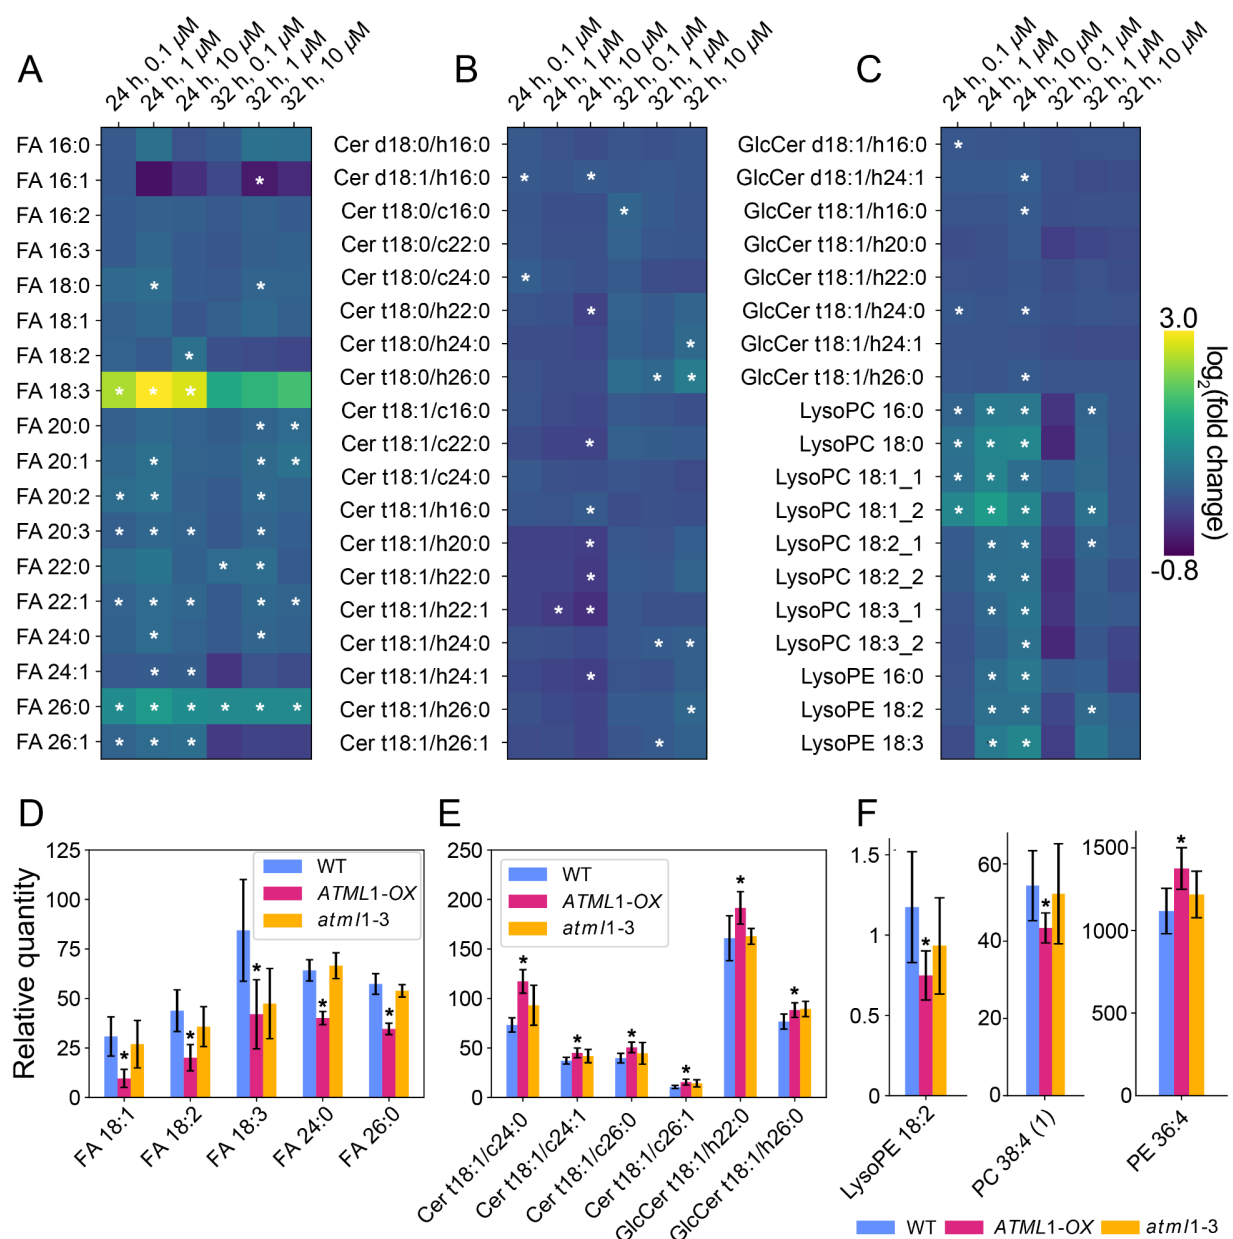 A
24 h, 0.1 µM
24 h, 1 µM
24 h, 10 µM
32 h, 0.1 µM
32 h, 1 µM
32 h, 10 µM
FA 16:0
FA 16:1
FA 16:2
FA 16:3
FA 18:0
FA 18:1
FA 18:2
FA 18:3
FA 20:0
FA 20:1
FA 20:2
FA 20:3
FA 22:0
FA 22:1
FA 24:0
FA 24:1
FA 26:0
FA 26:1
B
24 h, 0.1 µM
24 h, 1 µM
24 h, 10 µM
32 h, 0.1 µM
32 h, 1 µM
32 h, 10 µM
Cer d18:0/h16:0
Cer d18:1/h16:0
Cer t18:0/c16:0
Cer t18:0/c22:0
Cer t18:0/c24:0
Cer t18:0/h22:0
Cer t18:0/h24:0
Cer t18:0/h26:0
Cer t18:1/c16:0
Cer t18:1/c22:0
Cer t18:1/c24:0
Cer t18:1/h16:0
Cer t18:1/h20:0
Cer t18:1/h22:0
Cer t18:1/h22:1
Cer t18:1/h24:0
Cer t18:1/h24:1
Cer t18:1/h26:0
Cer t18:1/h26:1
C
24 h, 0.1 µM
24 h, 1 µM
24 h, 10 µM
32 h, 0.1 µM
32 h, 1 µM
32 h, 10 µM
GlcCer d18:1/h16:0
GlcCer d18:1/h24:1
GlcCer t18:1/h16:0
GlcCer t18:1/h20:0
GlcCer t18:1/h22:0
GlcCer t18:1/h24:0
GlcCer t18:1/h24:1
GlcCer t18:1/h26:0
LysoPC 16:0
LysoPC 18:0
LysoPC 18:1_1
LysoPC 18:1_2
LysoPC 18:2_1
LysoPC 18:2_2
LysoPC 18:3_1
LysoPC 18:3_2
LysoPE 16:0
LysoPE 18:2
LysoPE 18:3
3.0
log2(fold change)
-0.8
D
Relative quantity
125
100
75
50
25
0
WT
ATML1-OX
atml1-3
FA 18:1
FA 18:2
FA 18:3
FA 24:0
FA 26:0
E
250
200
150
100
50
0
WT
ATML1-OX
atml1-3
Cer t18:1/c24:0
Cer t18:1/c24:1
Cer t18:1/c26:0
Cer t18:1/c26:1
GlcCer t18:1/h22:0
GlcCer t18:1/h26:0
F
1.5
1
0.5
0
LysoPE 18:2
60
40
20
0
PC 38:4 (1)
1500
1000
500
0
PE 36:4
WT
ATML1-OX
atml1-3